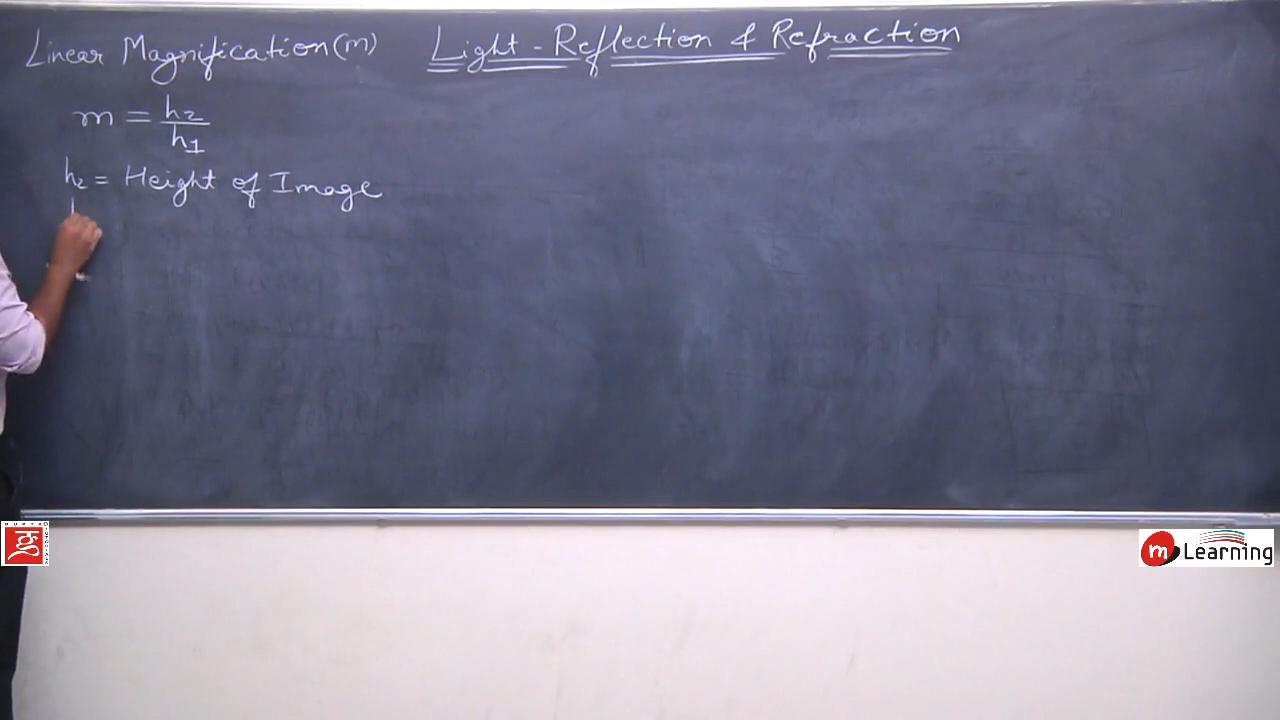 Linear Magnification (m)
Light - Reflection & Refraction
m = h2/h1
h2 = Height of Image
m Learning